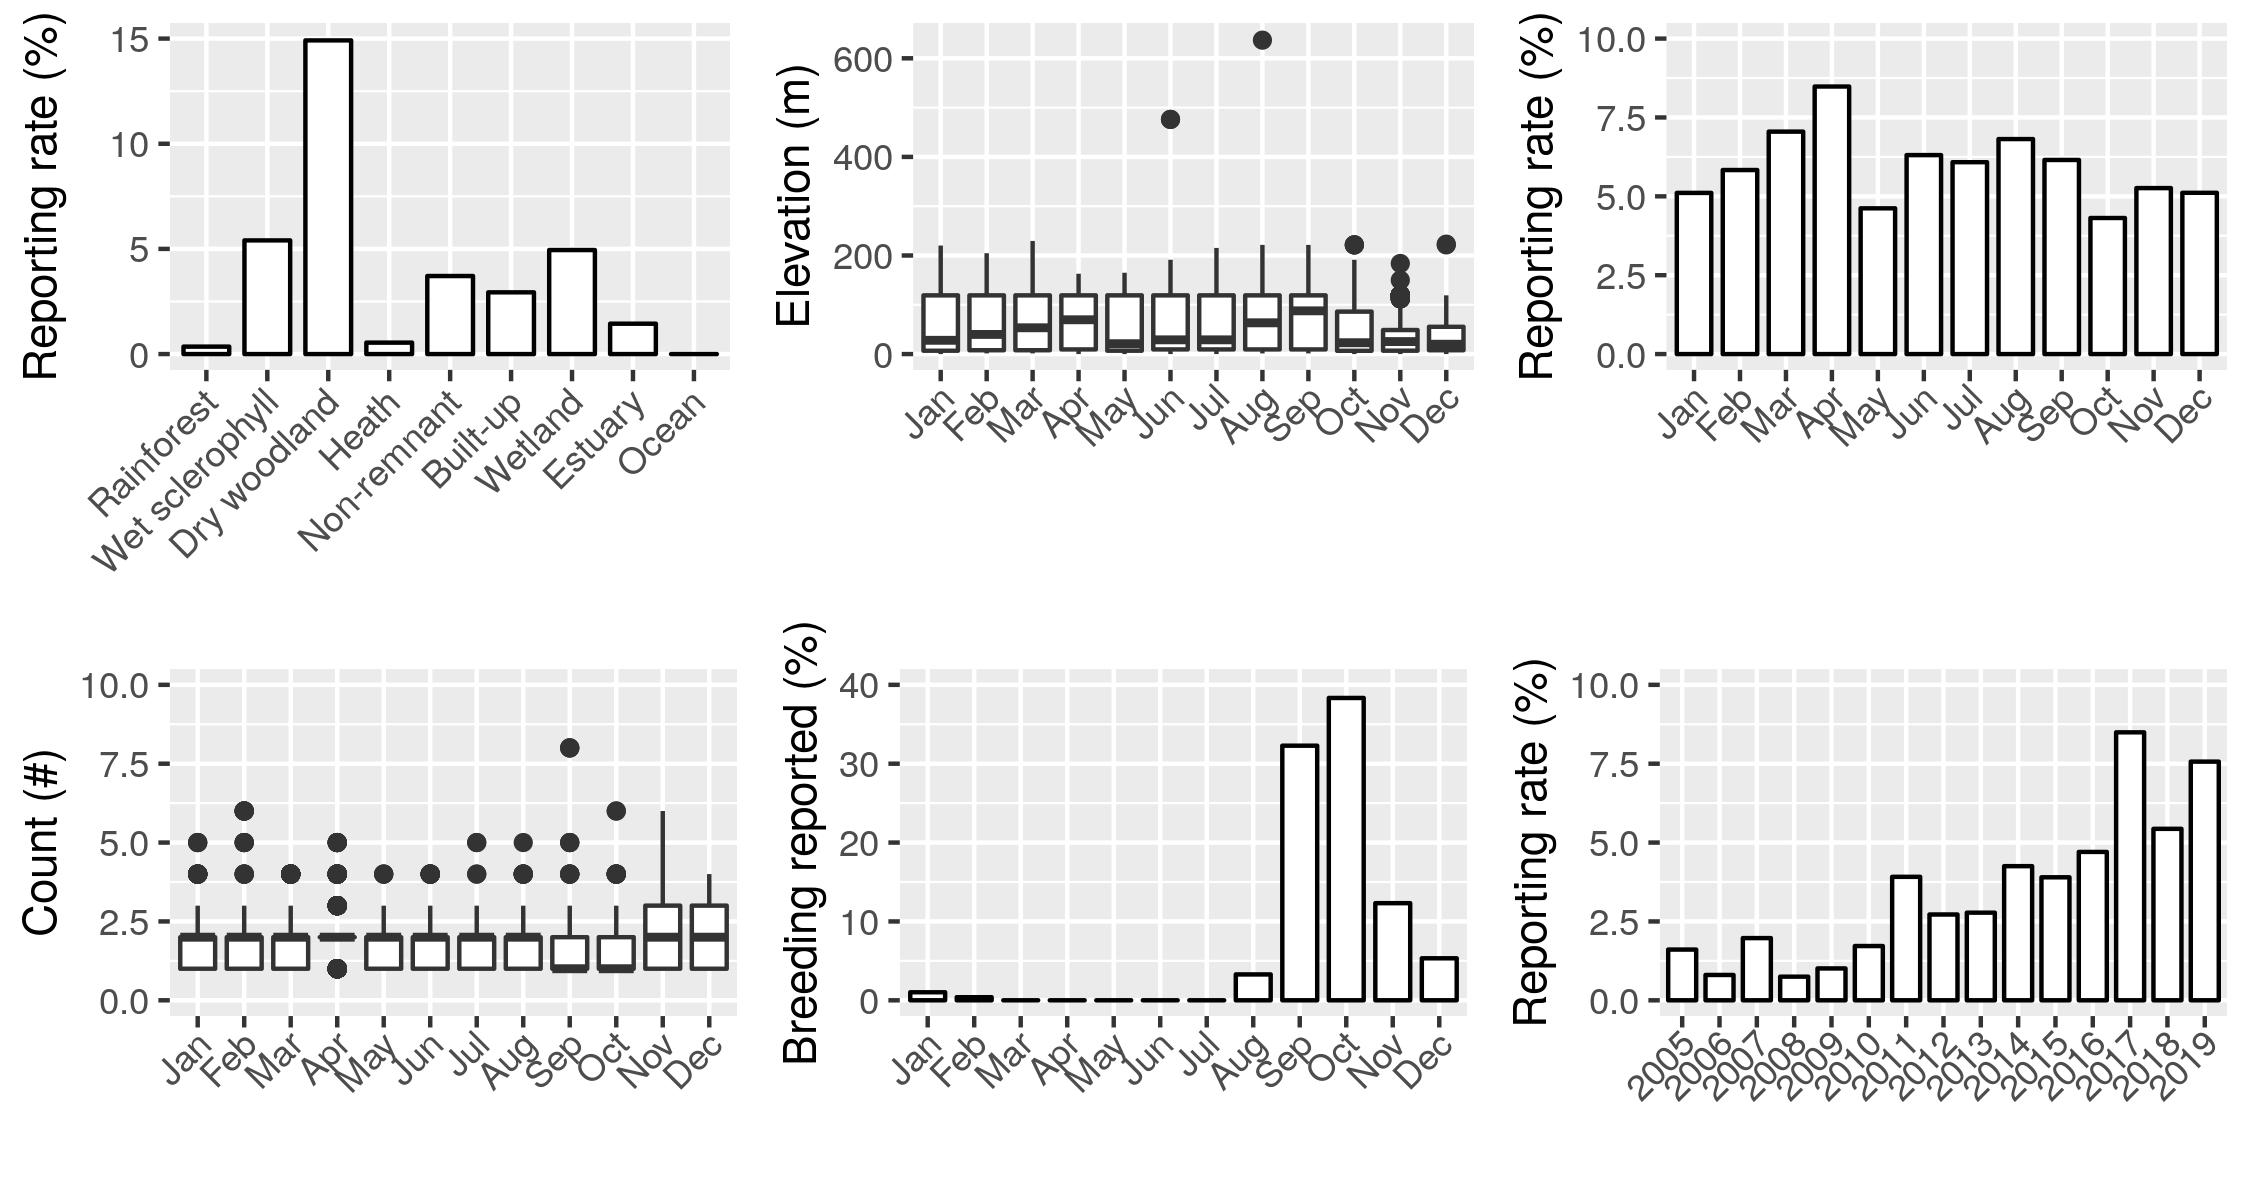 Reporting rate (%)
15
10
5
0
Rainforest
Wet sclerophyll
Dry woodland
Heath
Non-remnant
Built-up
Wetland
Estuary
Ocean
Elevation (m)
600
400
200
0
Jan
Feb
Mar
Apr
May
Jun
Jul
Aug
Sep
Oct
Nov
Dec
Reporting rate (%)
10.0
7.5
5.0
2.5
0.0
Jan
Feb
Mar
Apr
May
Jun
Jul
Aug
Sep
Oct
Nov
Dec
Count (#)
10.0
7.5
5.0
2.5
0.0
Jan
Feb
Mar
Apr
May
Jun
Jul
Aug
Sep
Oct
Nov
Dec
Breeding reported (%)
40
30
20
10
0
Jan
Feb
Mar
Apr
May
Jun
Jul
Aug
Sep
Oct
Nov
Dec
Reporting rate (%)
10.0
7.5
5.0
2.5
0.0
2005
2006
2007
2008
2009
2010
2011
2012
2013
2014
2015
2016
2017
2018
2019